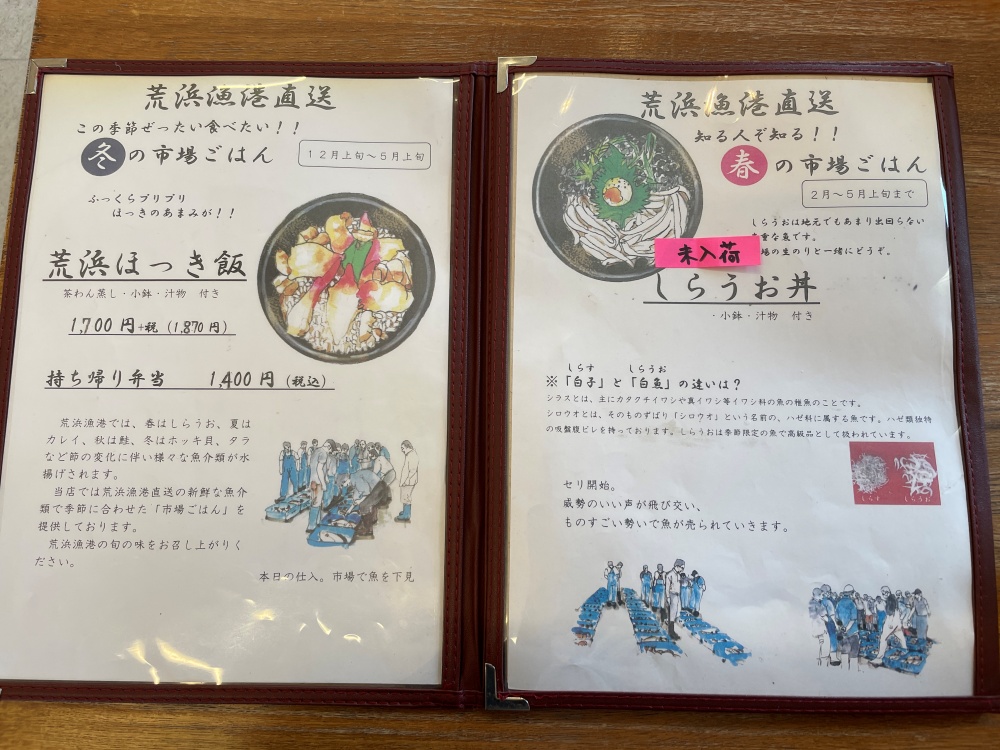 荒浜漁港直送
この季節ぜったい食べたい！！
冬の市場ごはん
12月上旬～5月上旬
ふっくらプリプリ
ほっきのあまみが！！
荒浜ほっき飯
茶わん蒸し・小鉢・汁物　付き
1,700円+税（1,870円）
持ち帰り弁当　1,400円（税込）
荒浜漁港では、春はしらうお、夏は
カレイ、秋は鮭、冬はホッキ貝、タラ
など節の変化に伴い様々な魚介類が水
揚げされます。
当店では荒浜漁港直送の新鮮な魚介
類で季節に合わせた「市場ごはん」を
提供しております。
荒浜漁港の旬の味をお召し上がりく
ださい。
本日の仕入。市場で魚を下見
荒浜漁港直送
知る人ぞ知る！！
春の市場ごはん
2月～5月上旬まで
しらうおは地元でもあまり出回らない
重な魚です。
場の生のりと一緒にどうぞ。
未入荷
しらうお丼
・小鉢・汁物　付き
しらす　しらうお
※「白子」と「白魚」の違いは？
シラスとは、主にカタクチイワシや真イワシ等イワシ科の魚の稚魚のことです。
シロウオとは、そのものずばり「シロウオ」という名前の、ハゼ科に属する魚です。ハゼ類独特
の吸盤腹ビレを持っております。しらうおは季節限定の魚で高級品として扱われています。
しらす　しらうお
セリ開始。
威勢のいい声が飛び交い、
ものすごい勢いで魚が売られていきます。